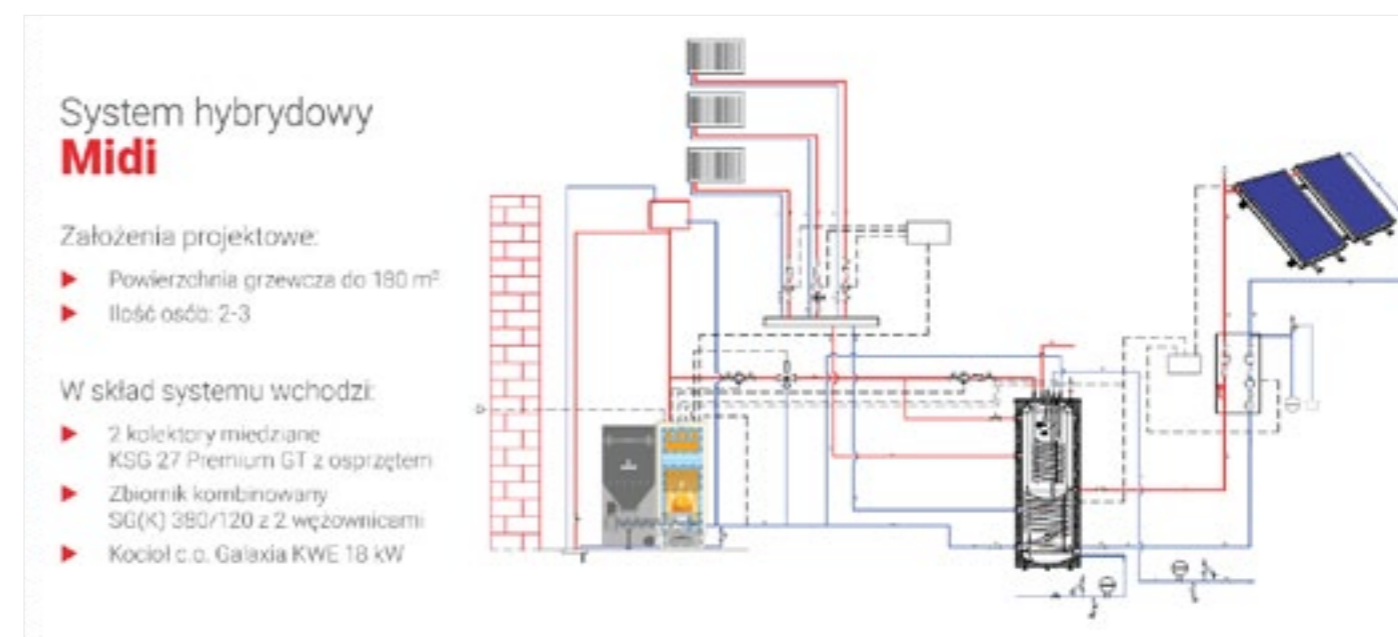 System hybrydowy
Midi
Założenia projektowe:
Powierzchnia grzewcza do 180 m²
Ilość osób: 2-3
W skład systemu wchodzi:
2 kolektory miedziane
KSG 27 Premium GT z osprzętem
Zbiornik kombinowany
SG(K) 380/120 z 2 wężownicami
Kocioł c.o. Galaxia KWE 18 kW